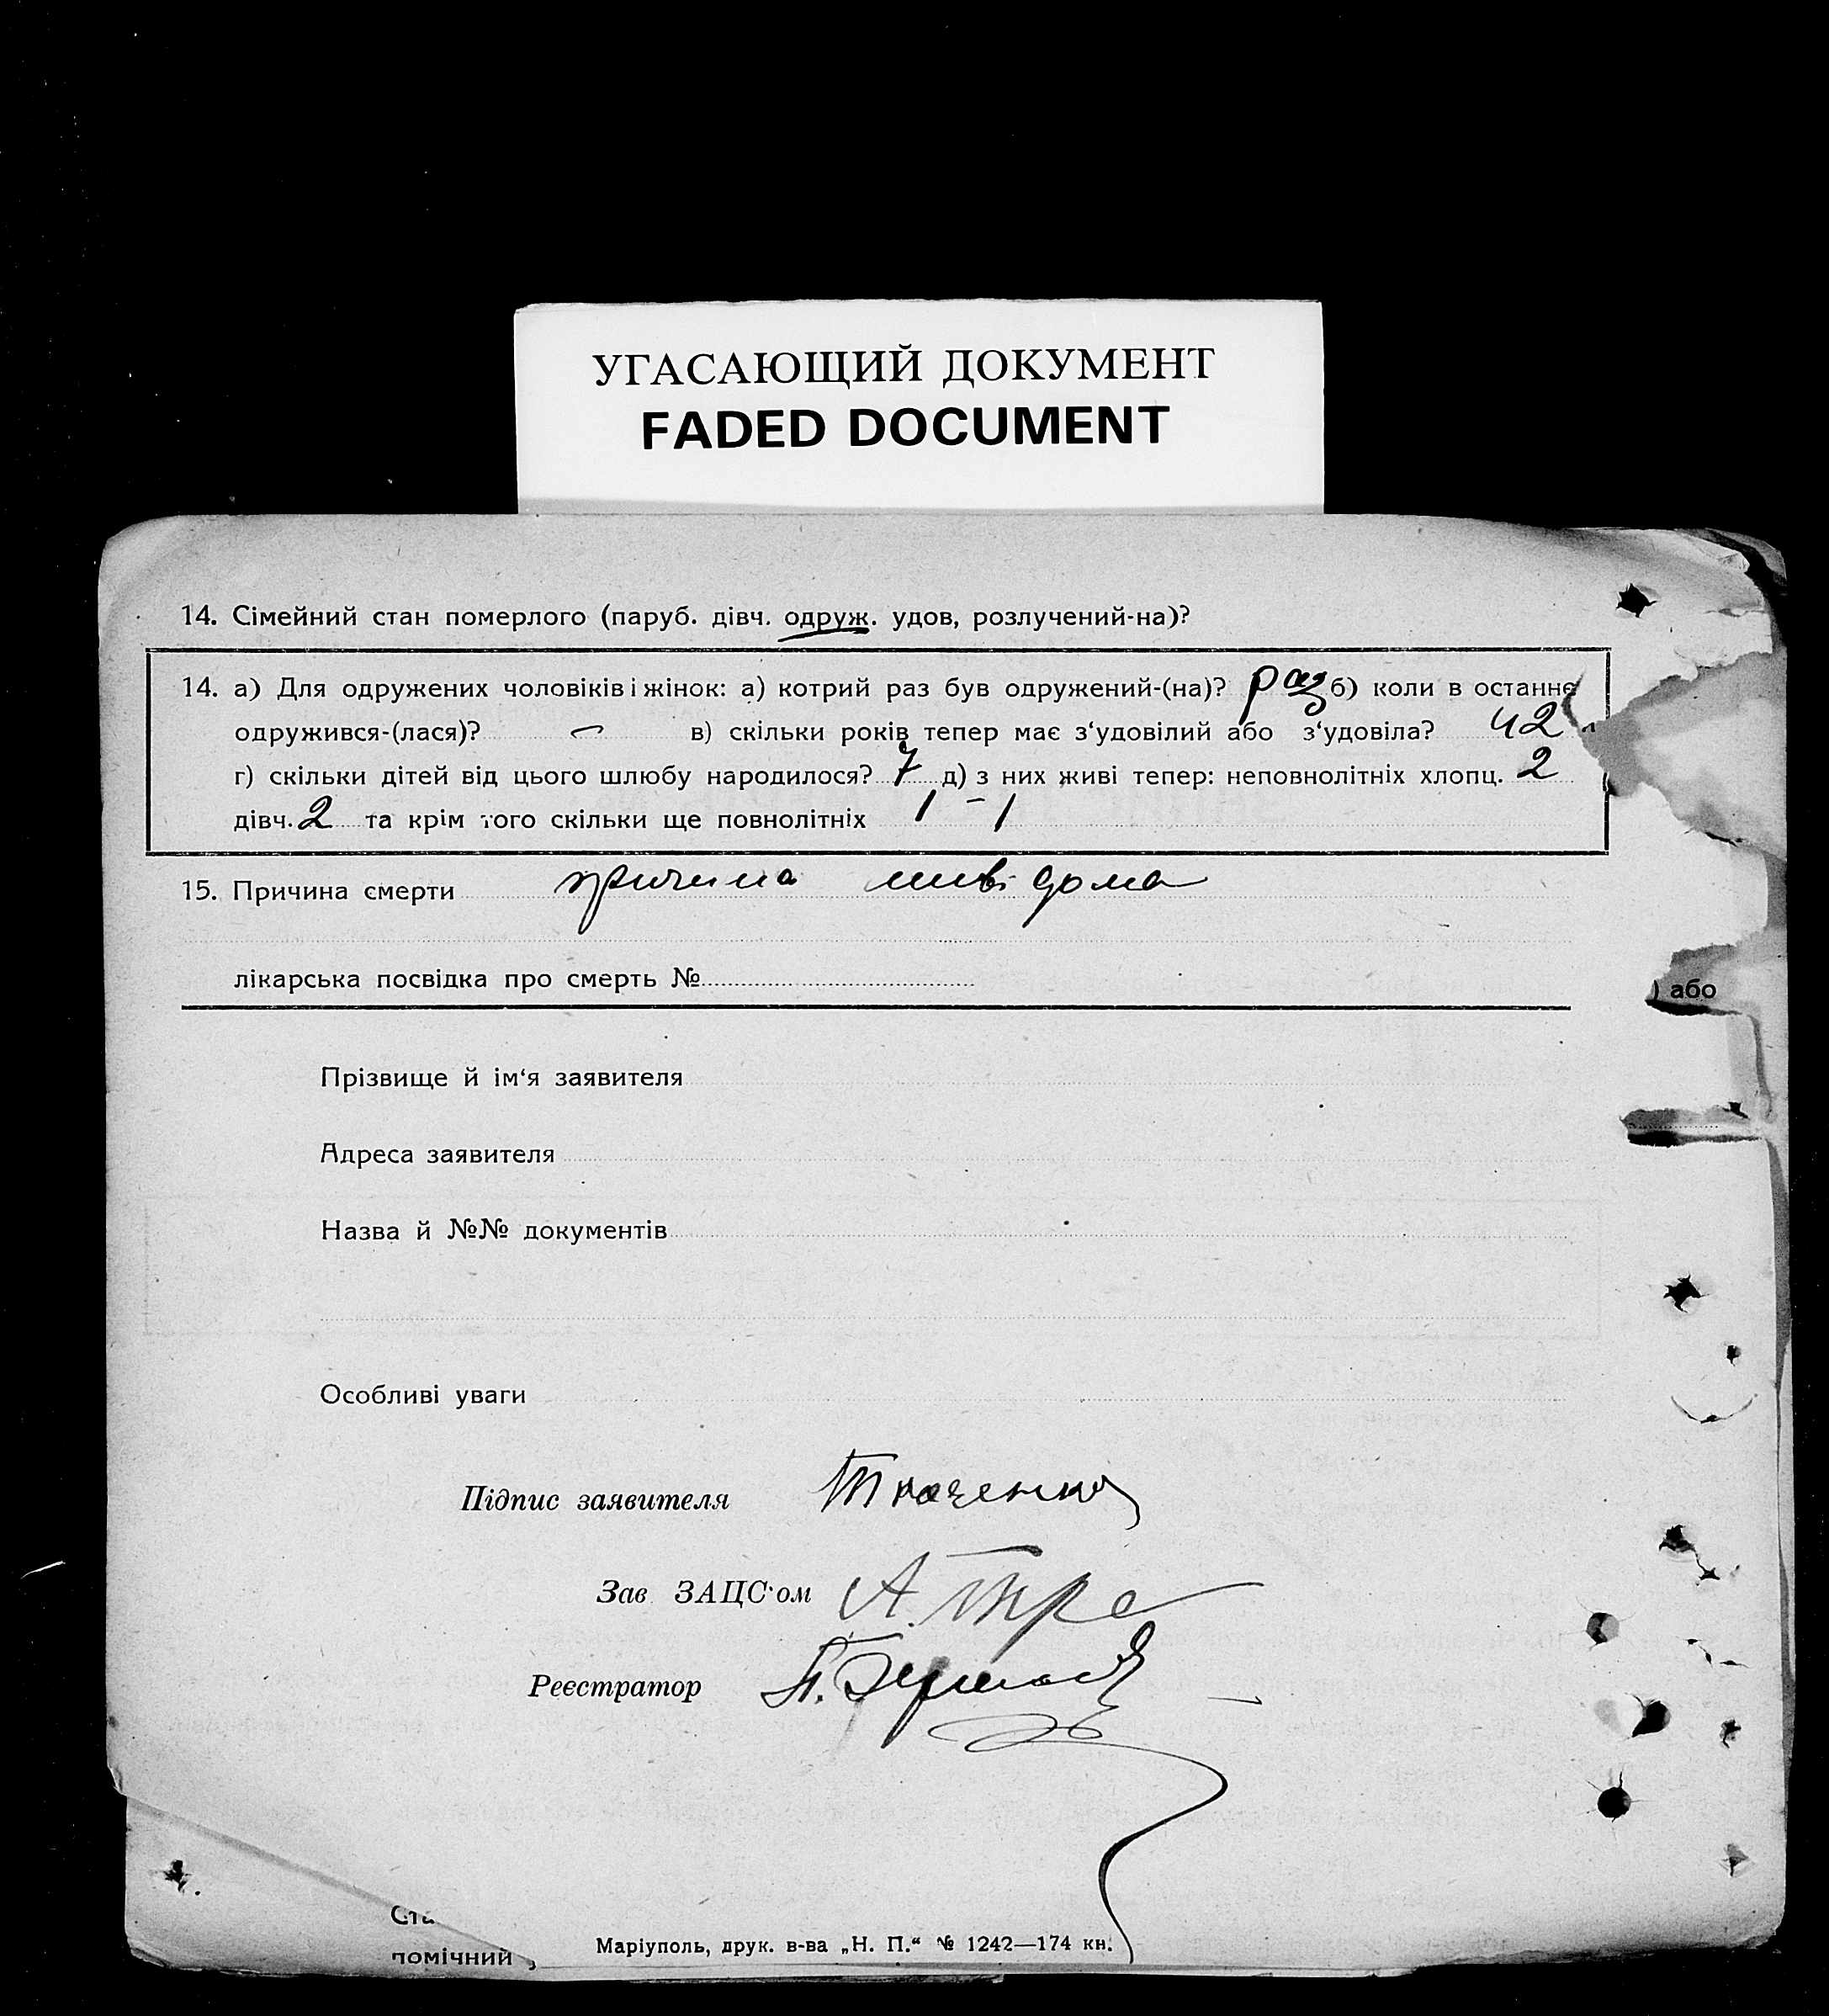 УГАСАЮЩИЙ ДОКУМЕНТ
FADED DOCUMENT
14. Сімейний стан померлого (паруб. дівч. одруж. удов, розлучений-на)?
14. а) Для одружених чоловіків і жінок: а) котрий раз був одружений-(на)? раз б) коли в останнє
одружився-(лася)? – в) скільки років тепер має з‘удовілий або з‘удовіла? 42
г) скільки дітей від цього шлюбу народилося? 7 д) з них живі тепер: неповнолітніх хлопц. 2
дівч. 2 та крім того скільки ще повнолітніх 1 - 1
15. Причина смерти причина невідома
лікарська посвідка про смерть №
) або
Прізвище й ім‘я заявителя
Адреса заявителя
Назва й №№ документів
Особливі уваги
Підпис заявителя Ткаченко
Зав ЗАЦС‘ом
Реєстратор
помічний
Маріуполь, друк. в-ва „Н. П.“ № 1242—174 кн.